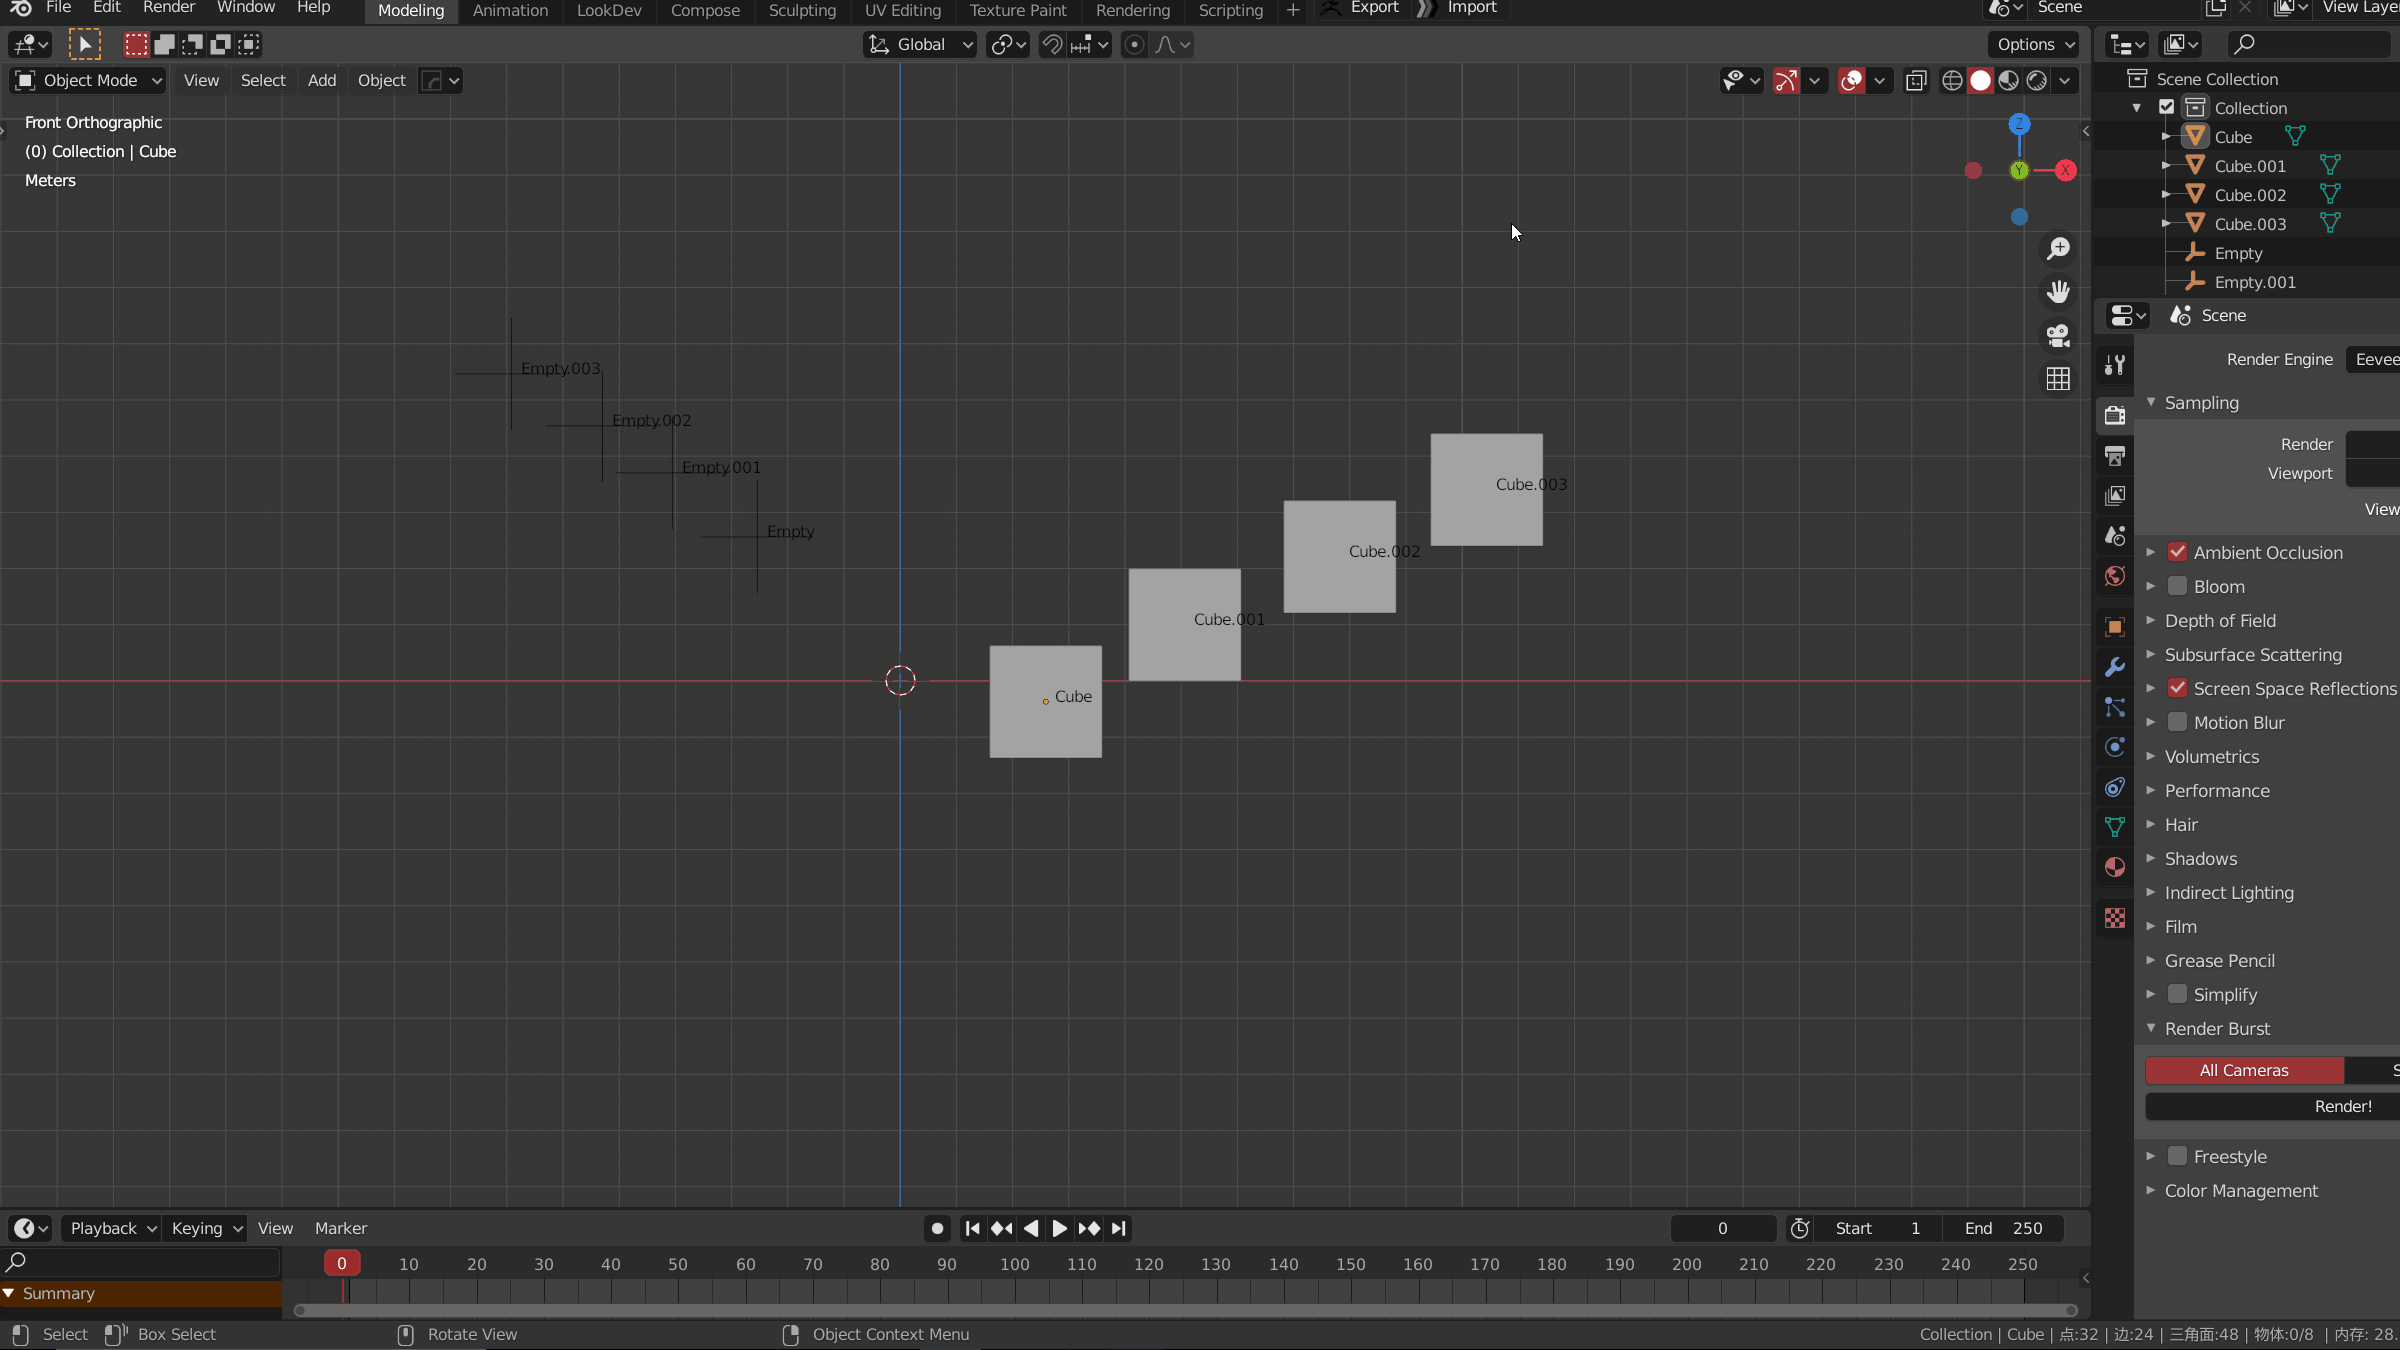 File Edit Render Window Help Modeling Animation LookDev Compose Sculpting UV Editing Texture Paint Rendering Scripting + Export Import Scene View Layer
Global Options
Object Mode View Select Add Object
Front Orthographic
(0) Collection | Cube
Meters
Z
Y
X
Empty.003
Empty.002
Empty.001
Empty
Cube.003
Cube.002
Cube.001
Cube
Scene Collection
Collection
Cube
Cube.001
Cube.002
Cube.003
Empty
Empty.001
Scene
Render Engine Eevee
Sampling
Render
Viewport
View
Ambient Occlusion
Bloom
Depth of Field
Subsurface Scattering
Screen Space Reflections
Motion Blur
Volumetrics
Performance
Hair
Shadows
Indirect Lighting
Film
Grease Pencil
Simplify
Render Burst
All Cameras S
Render!
Freestyle
Color Management
Playback Keying View Marker 0 Start 1 End 250
0 10 20 30 40 50 60 70 80 90 100 110 120 130 140 150 160 170 180 190 200 210 220 230 240 250
Summary
Select Box Select Rotate View Object Context Menu Collection | Cube | 点:32 | 边:24 | 三角面:48 | 物体:0/8 | 内存: 28.